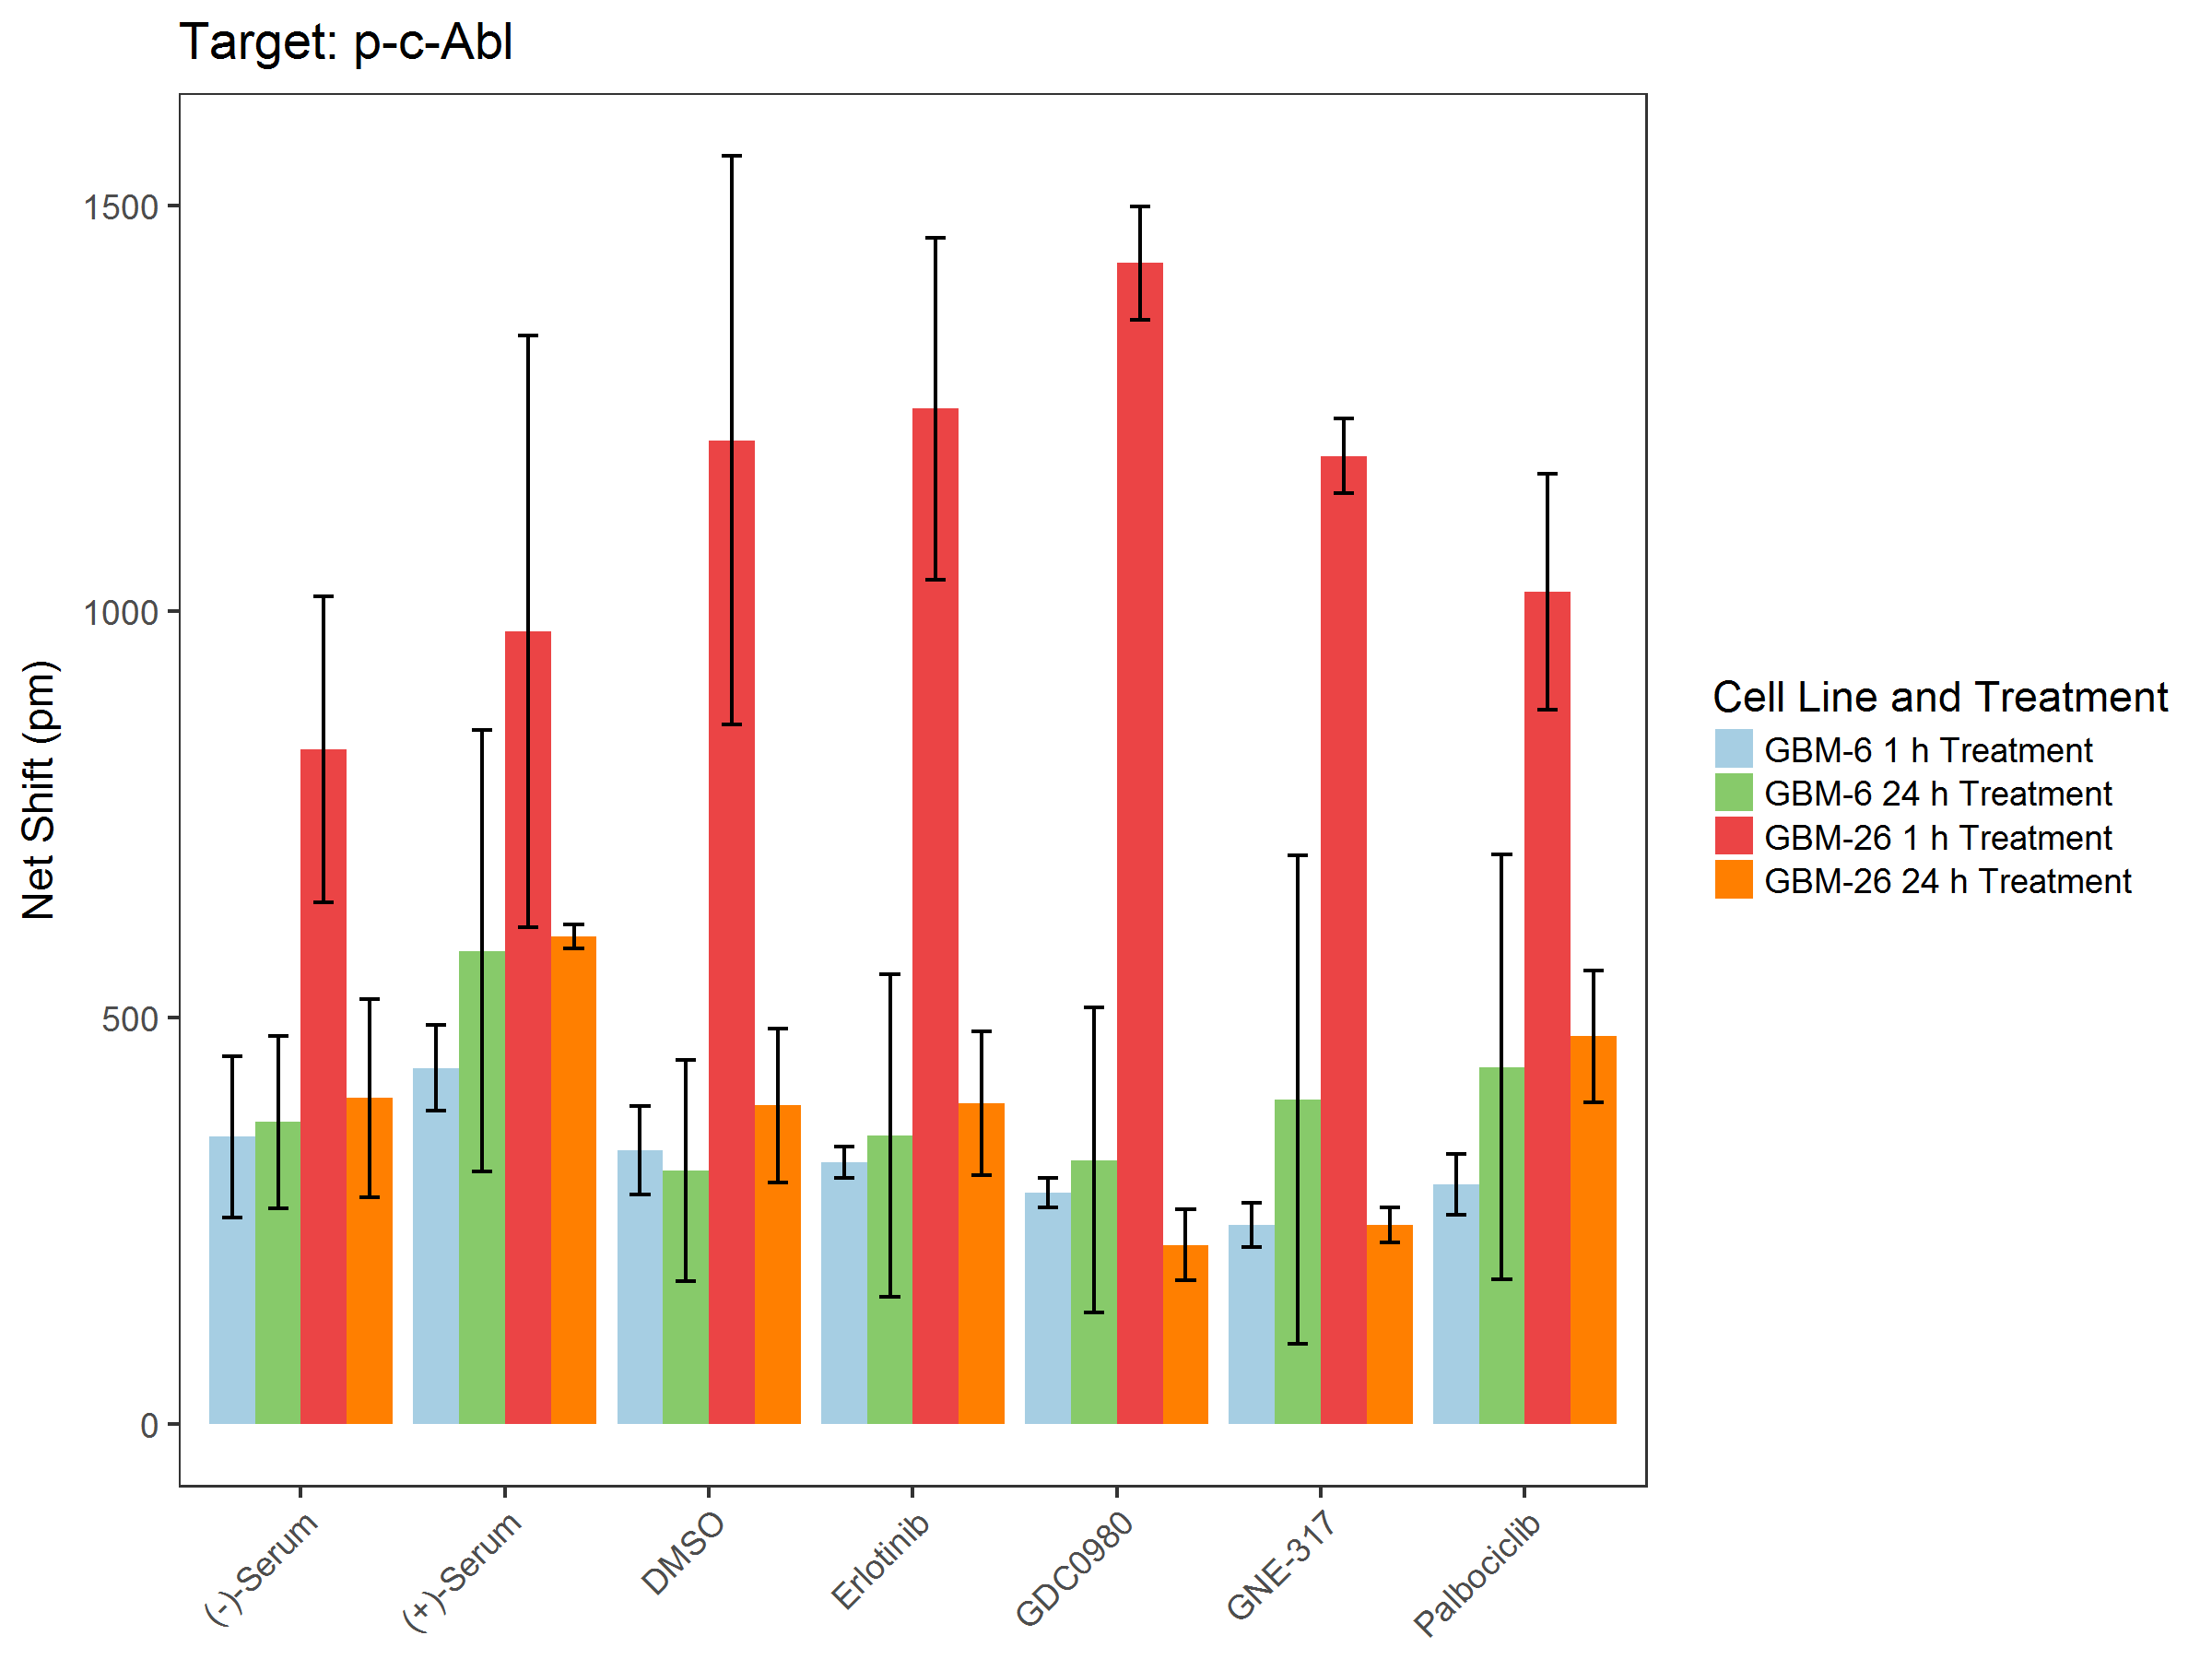 Target: p-c-Abl
Net Shift (pm)
1500
1000
500
0
(-)-Serum
(+)-Serum
DMSO
Erlotinib
GDC0980
GNE-317
Palbociclib
Cell Line and Treatment
GBM-6 1 h Treatment
GBM-6 24 h Treatment
GBM-26 1 h Treatment
GBM-26 24 h Treatment